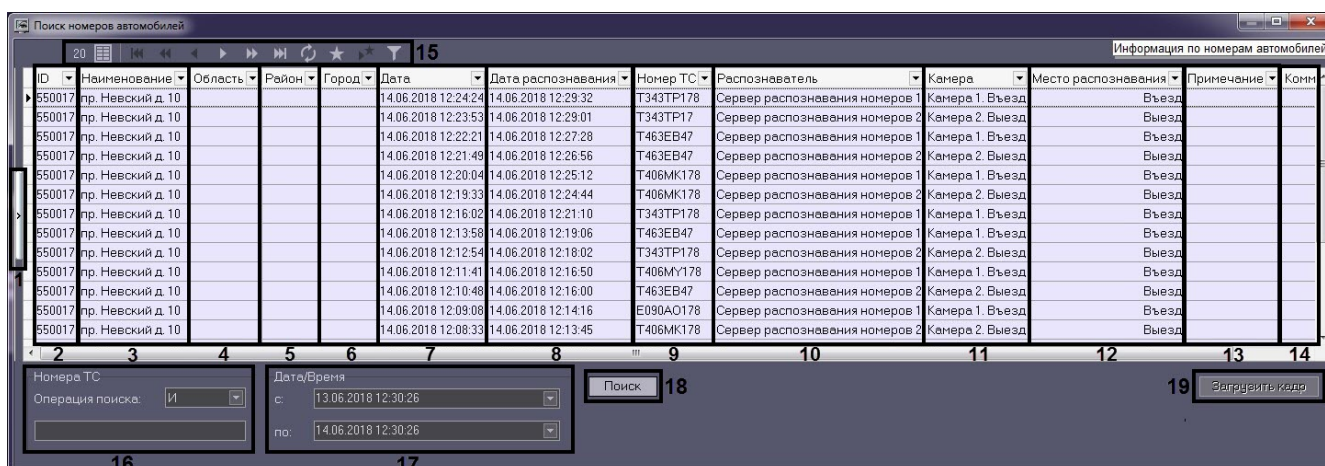 Поиск номеров автомобилей
20 15 Информация по номерам автомобилей
ID Наименование Область Район Город Дата Дата распознавания Номер ТС Распознаватель Камера Место распознавания Примечание Комм
550017 пр. Невский д. 10 14.06.2018 12:24:24 14.06.2018 12:29:32 Т343ТР178 Сервер распознавания номеров 1 Камера 1. Въезд Въезд
550017 пр. Невский д. 10 14.06.2018 12:23:53 14.06.2018 12:29:01 Т343ТР17 Сервер распознавания номеров 2 Камера 2. Выезд Выезд
550017 пр. Невский д. 10 14.06.2018 12:22:21 14.06.2018 12:27:28 Т463ЕВ47 Сервер распознавания номеров 1 Камера 1. Въезд Въезд
550017 пр. Невский д. 10 14.06.2018 12:21:49 14.06.2018 12:26:56 Т463ЕВ47 Сервер распознавания номеров 2 Камера 2. Выезд Выезд
550017 пр. Невский д. 10 14.06.2018 12:20:04 14.06.2018 12:25:12 Т406МК178 Сервер распознавания номеров 1 Камера 1. Въезд Въезд
550017 пр. Невский д. 10 14.06.2018 12:19:33 14.06.2018 12:24:44 Т406МК178 Сервер распознавания номеров 2 Камера 2. Выезд Выезд
550017 пр. Невский д. 10 14.06.2018 12:16:02 14.06.2018 12:21:10 Т343ТР178 Сервер распознавания номеров 1 Камера 1. Въезд Въезд
550017 пр. Невский д. 10 14.06.2018 12:13:58 14.06.2018 12:19:06 Т463ЕВ47 Сервер распознавания номеров 1 Камера 1. Въезд Въезд
550017 пр. Невский д. 10 14.06.2018 12:12:54 14.06.2018 12:18:02 Т343ТР178 Сервер распознавания номеров 2 Камера 2. Выезд Выезд
550017 пр. Невский д. 10 14.06.2018 12:11:41 14.06.2018 12:16:50 Т406МУ178 Сервер распознавания номеров 1 Камера 1. Въезд Въезд
550017 пр. Невский д. 10 14.06.2018 12:10:48 14.06.2018 12:16:00 Т463ЕВ47 Сервер распознавания номеров 2 Камера 2. Выезд Выезд
550017 пр. Невский д. 10 14.06.2018 12:09:08 14.06.2018 12:14:16 Е090АО178 Сервер распознавания номеров 1 Камера 1. Въезд Въезд
550017 пр. Невский д. 10 14.06.2018 12:08:33 14.06.2018 12:13:45 Т406МК178 Сервер распознавания номеров 2 Камера 2. Выезд Выезд
1
2 3 4 5 6 7 8 9 10 11 12 13 14
Номера ТС Дата/Время
Операция поиска: И с: 13.06.2018 12:30:26 Поиск 18 19 Загрузить кадр
по: 14.06.2018 12:30:26
16 17